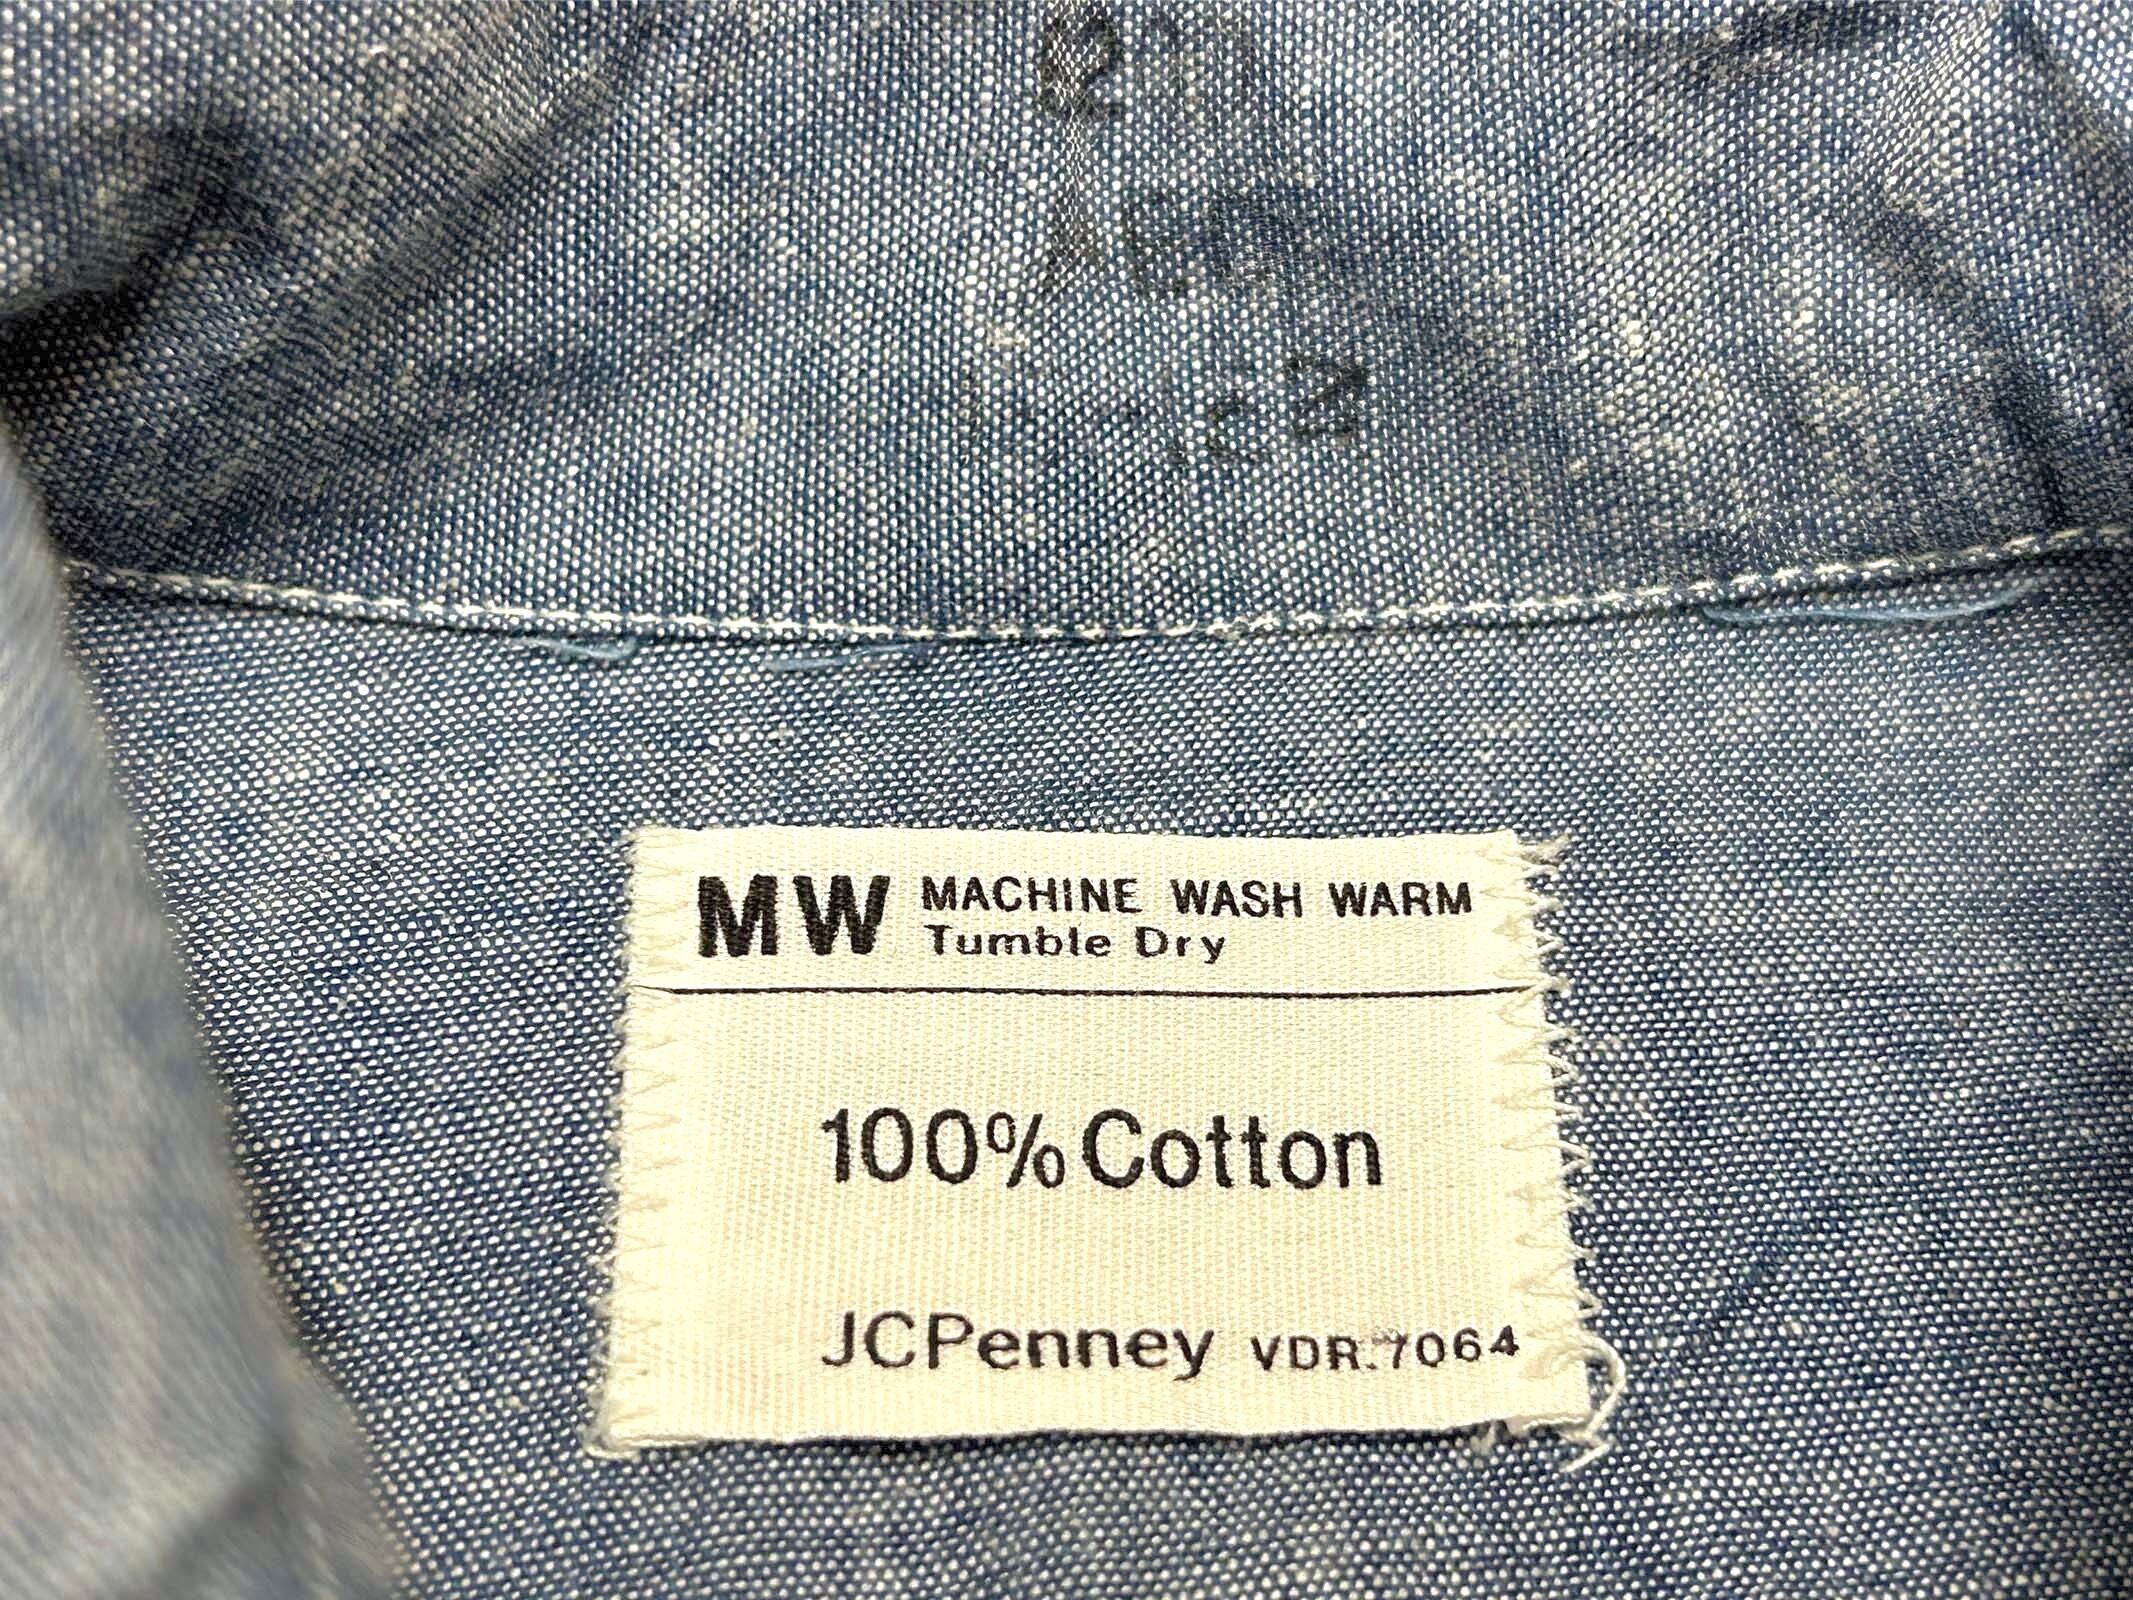 MW MACHINE WASH WARM
Tumble Dry
100% Cotton
JCPenney VDR.7064